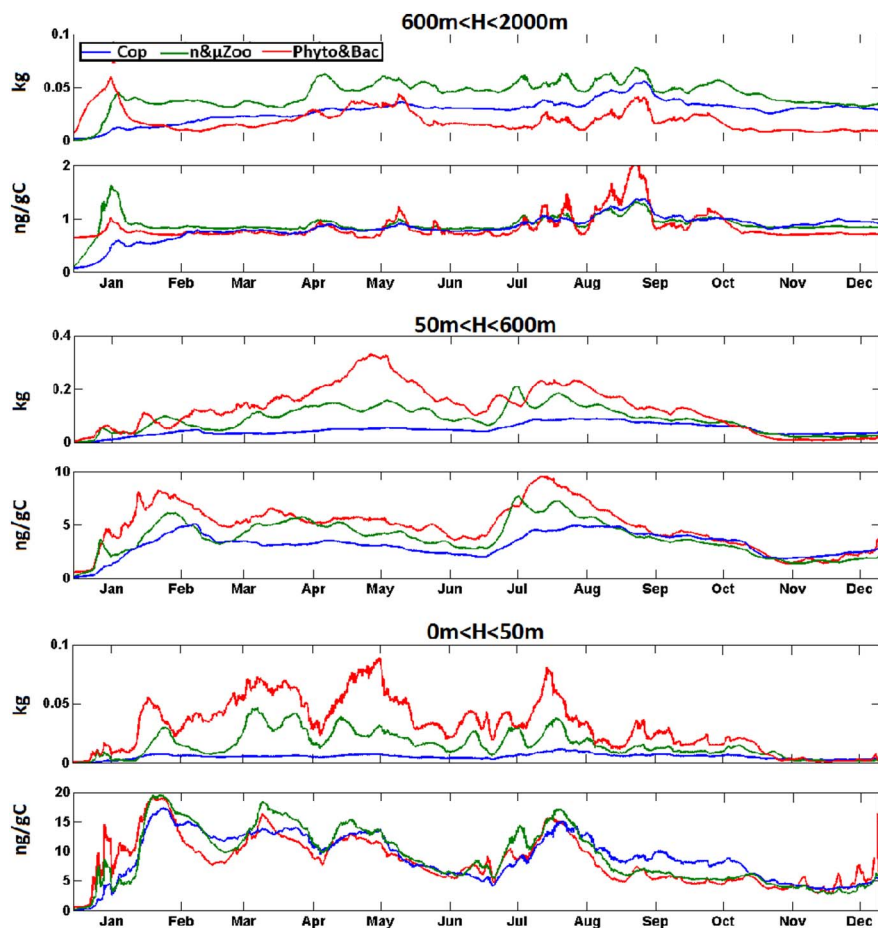 600m<H<2000m
0.1
Cop n&μZoo Phyto&Bac
kg
0.05
0
2
ng/gC
1
0
Jan Feb Mar Apr May Jun Jul Aug Sep Oct Nov Dec
50m<H<600m
0.4
kg
0.2
0
10
ng/gC
5
0
Jan Feb Mar Apr May Jun Jul Aug Sep Oct Nov Dec
0m<H<50m
0.1
kg
0.05
0
20
ng/gC
15
10
5
0
Jan Feb Mar Apr May Jun Jul Aug Sep Oct Nov Dec